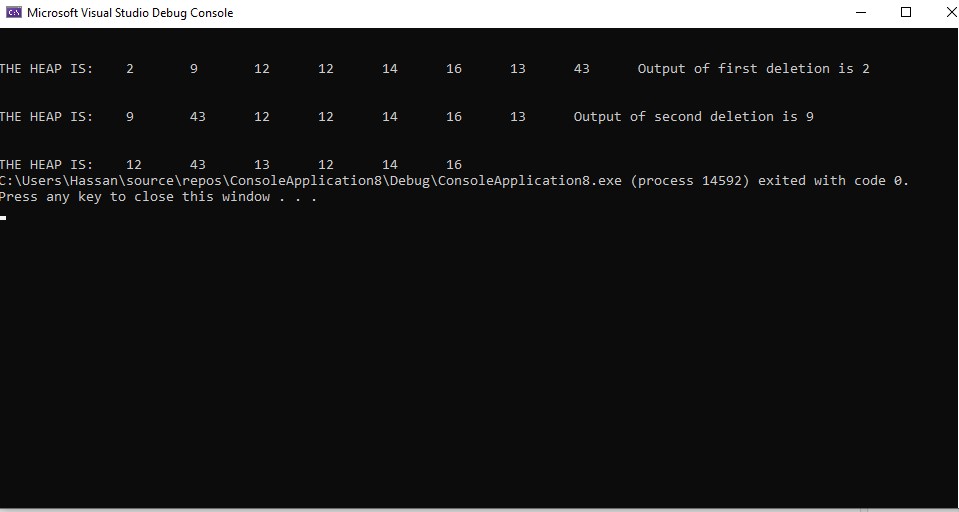 Microsoft Visual Studio Debug Console
THE HEAP IS: 2 9 12 12 14 16 13 43 Output of first deletion is 2
THE HEAP IS: 9 43 12 12 14 16 13 Output of second deletion is 9
THE HEAP IS: 12 43 13 12 14 16
C:\Users\Hassan\source\repos\ConsoleApplication8\Debug\ConsoleApplication8.exe (process 14592) exited with code 0.
Press any key to close this window . . .